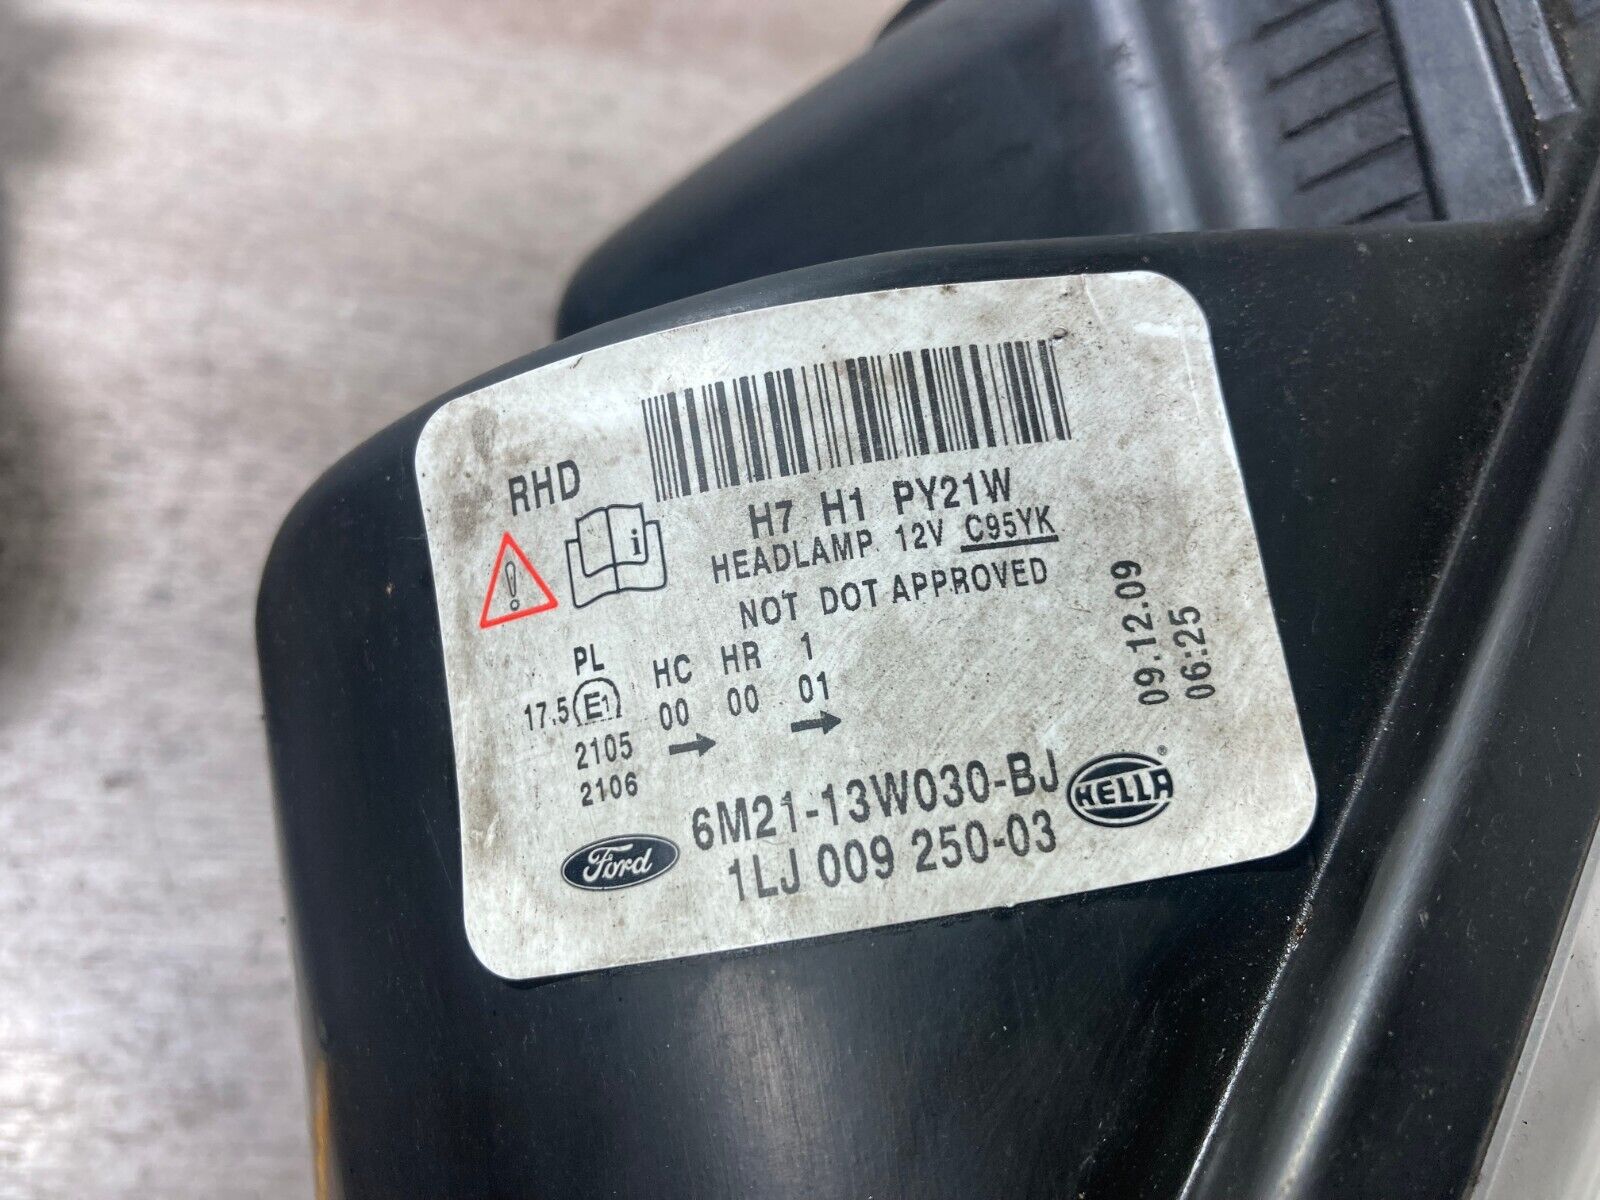 RHD
H7 H1 PY21W
HEADLAMP 12V C95YK
NOT DOT APPROVED
PL HC HR 1
17.5 E1 00 00 01
2105
2106
09.12.09
06:25
6M21-13W030-BJ
1LJ 009 250-03
Ford
HELLA